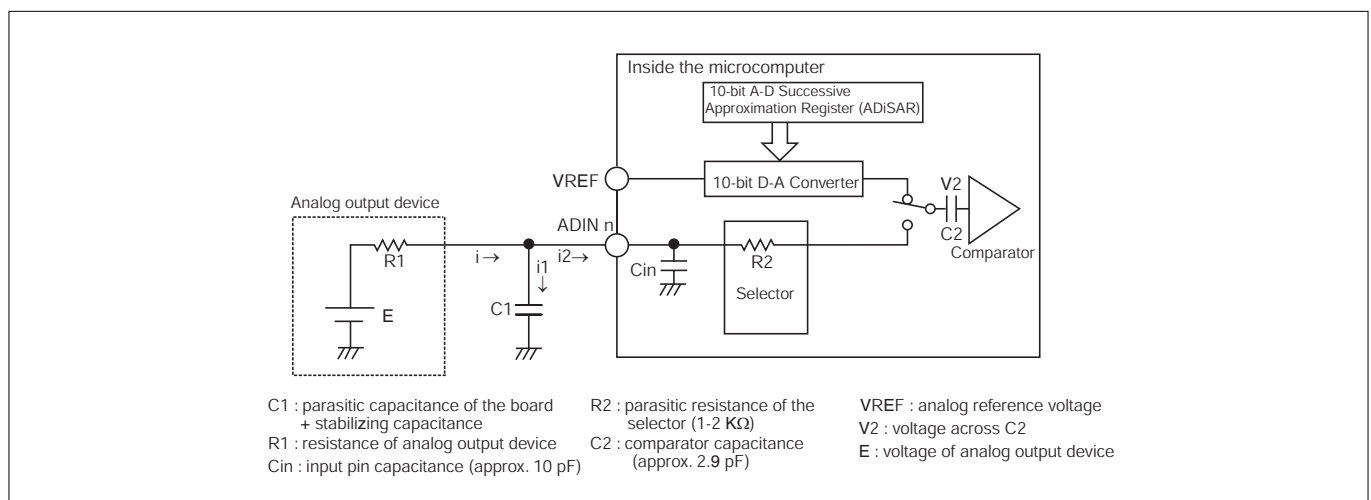 Inside the microcomputer
10-bit A-D Successive
Approximation Register (ADiSAR)
VREF
10-bit D-A Converter
V2
C2
Comparator
Analog output device
ADIN n
R1
i →
i1
↓
i2→
Cin
R2
Selector
E
C1
C1 : parasitic capacitance of the board
+ stabilizing capacitance
R1 : resistance of analog output device
Cin : input pin capacitance (approx. 10 pF)
R2 : parasitic resistance of the
selector (1-2 KΩ)
C2 : comparator capacitance
(approx. 2.9 pF)
VREF : analog reference voltage
V2 : voltage across C2
E : voltage of analog output device